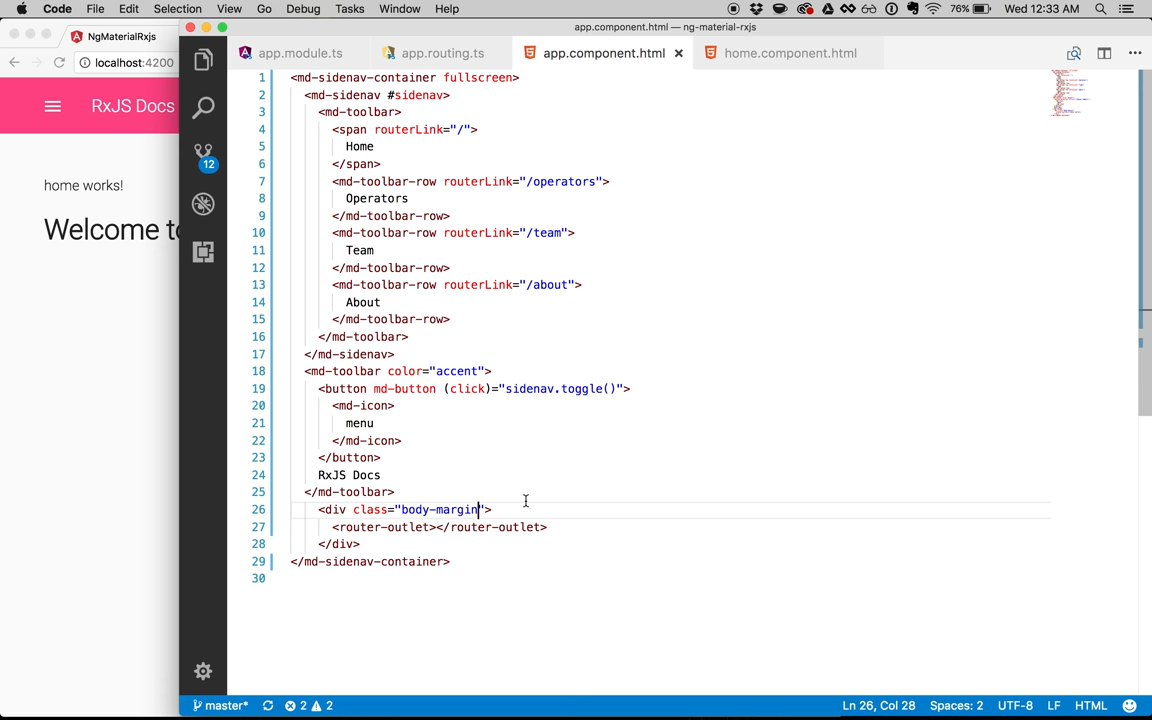 Code File Edit Selection View Go Debug Tasks Window Help 76% Wed 12:33 AM
app.component.html — ng-material-rxjs
NgMaterialRxjs
app.module.ts app.routing.ts app.component.html home.component.html
localhost:4200
RxJS Docs
home works!
Welcome to
12
1 <md-sidenav-container fullscreen>
2 <md-sidenav #sidenav>
3 <md-toolbar>
4 <span routerLink="/">
5 Home
6 </span>
7 <md-toolbar-row routerLink="/operators">
8 Operators
9 </md-toolbar-row>
10 <md-toolbar-row routerLink="/team">
11 Team
12 </md-toolbar-row>
13 <md-toolbar-row routerLink="/about">
14 About
15 </md-toolbar-row>
16 </md-toolbar>
17 </md-sidenav>
18 <md-toolbar color="accent">
19 <button md-button (click)="sidenav.toggle()">
20 <md-icon>
21 menu
22 </md-icon>
23 </button>
24 RxJS Docs
25 </md-toolbar>
26 <div class="body-margin">
27 <router-outlet></router-outlet>
28 </div>
29 </md-sidenav-container>
30
master* 2 2 Ln 26, Col 28 Spaces: 2 UTF-8 LF HTML